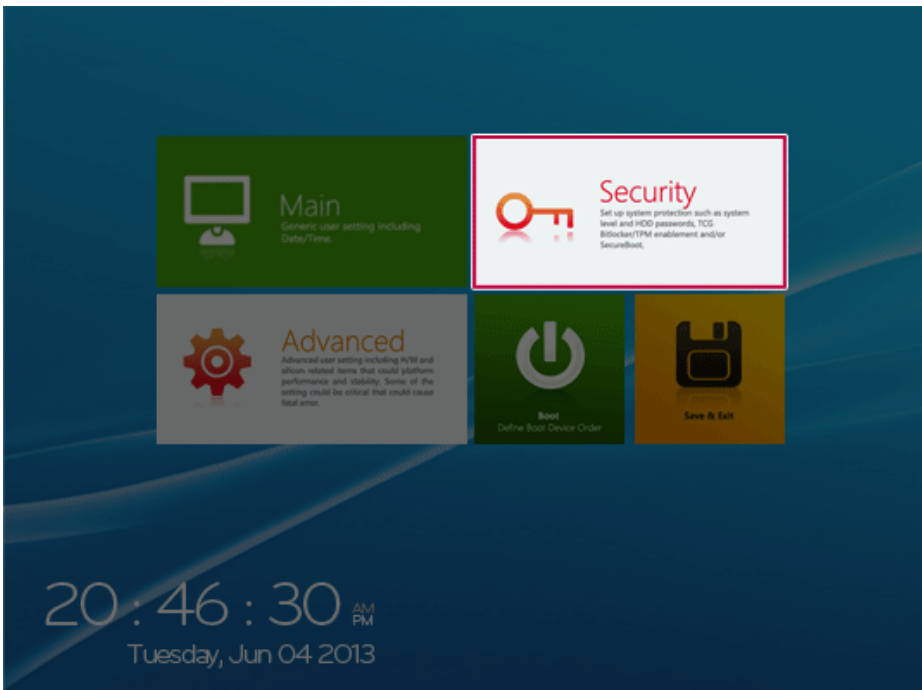 Main
Generic user setting including
Date/Time.
Security
Set up system protection such as system
level and HDD passwords, TCG
Bitlocker/TPM enablement and/or
SecureBoot.
Advanced
Advanced user setting including H/W and
silicon related items that could platform
performance and stability. Some of the
setting could be critical that could cause
fatal error.
Boot
Define Boot Device Order
Save & Exit
20 : 46 : 30 AM
PM
Tuesday, Jun 04 2013